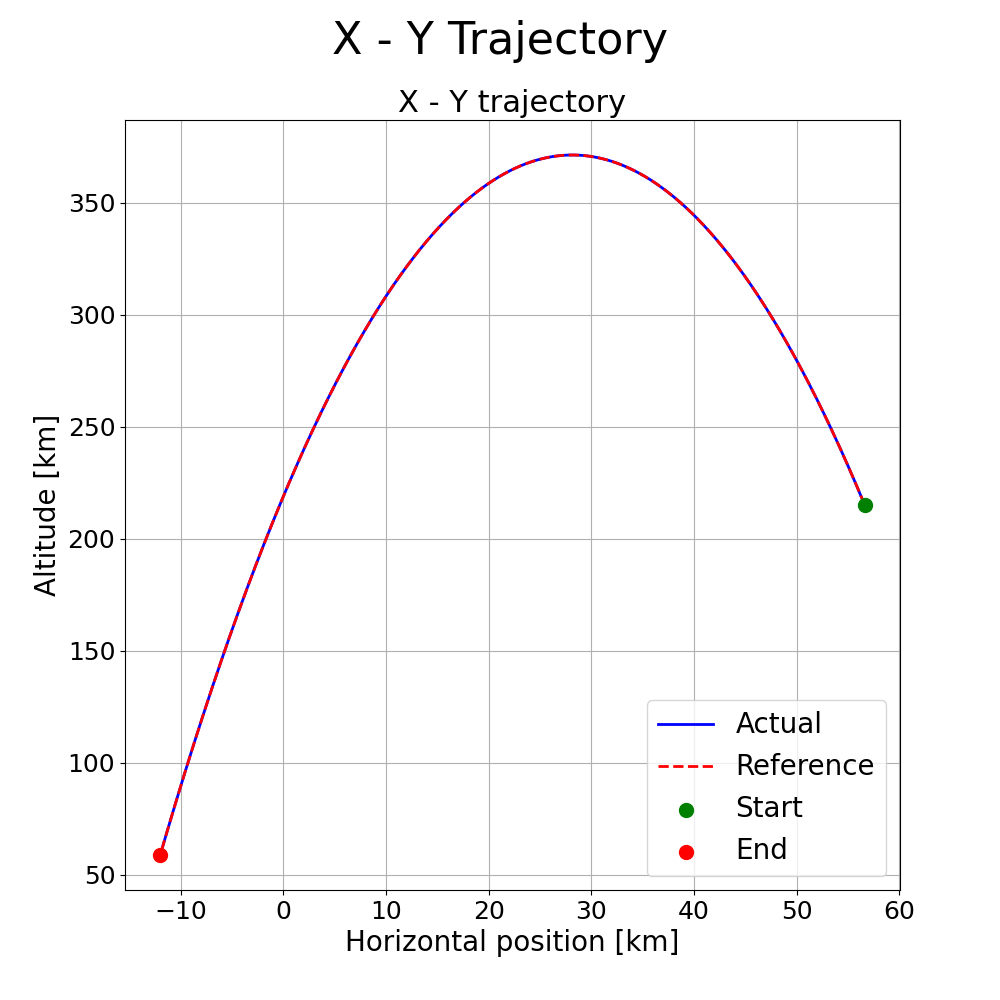 X - Y Trajectory
X - Y trajectory
350
300
250
200
150
100
50
Altitude [km]
Actual
Reference
Start
End
−10 0 10 20 30 40 50 60
Horizontal position [km]